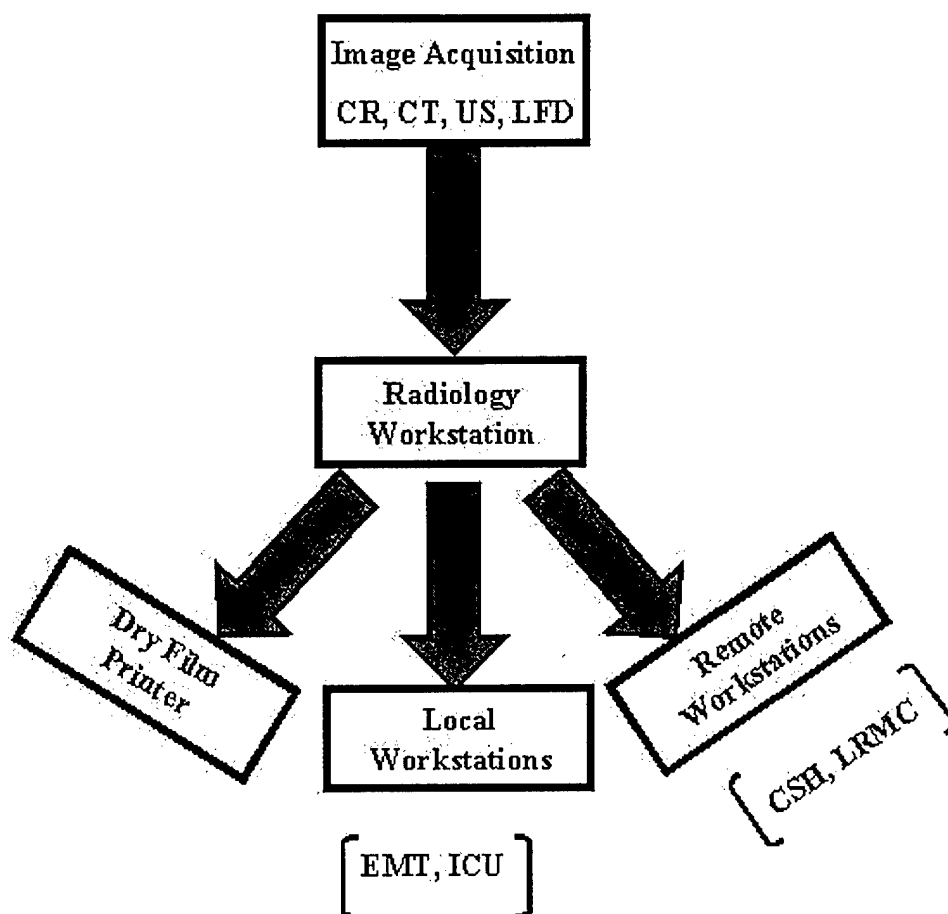 Image Acquisition
CR, CT, US, LFD
Radiology
Workstation
Dry Film
Printer
Local
Workstations
[EMT, ICU]
Remote
Workstations
[CSH, LRMC]